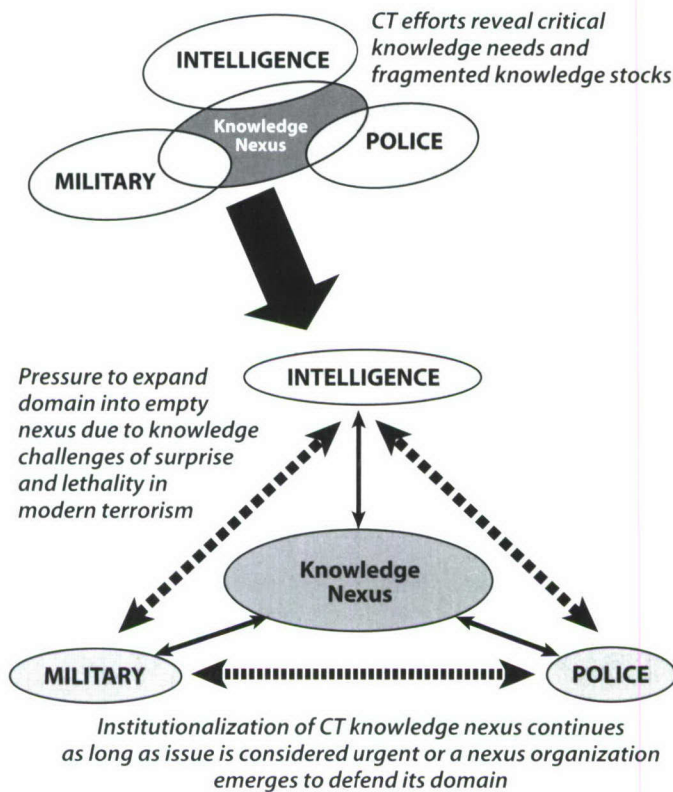 CT efforts reveal critical
knowledge needs and
fragmented knowledge stocks
INTELLIGENCE
Knowledge
Nexus
POLICE
MILITARY
Pressure to expand
domain into empty
nexus due to knowledge
challenges of surprise
and lethality in
modern terrorism
INTELLIGENCE
Knowledge
Nexus
MILITARY
POLICE
Institutionalization of CT knowledge nexus continues
as long as issue is considered urgent or a nexus organization
emerges to defend its domain